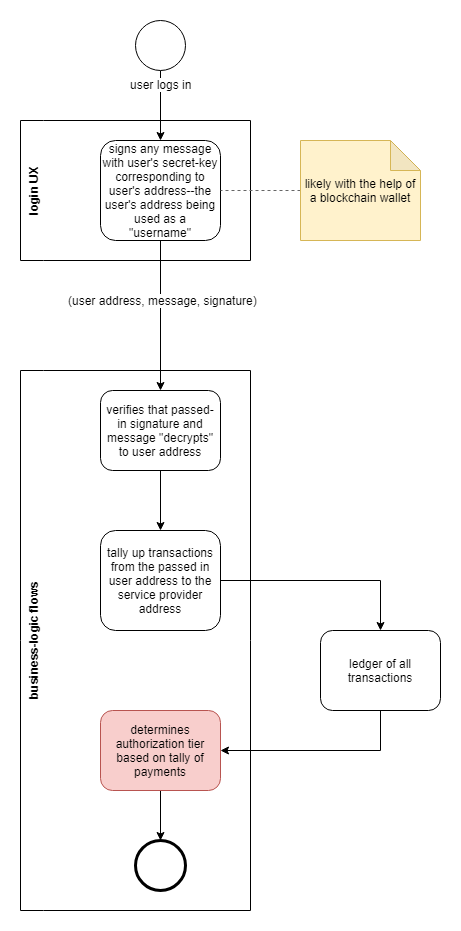 user logs in
login UX
signs any message
with user's secret-key
corresponding to
user's address--the
user's address being
used as a
"username"
likely with the help of
a blockchain wallet
(user address, message, signature)
business-logic flows
verifies that passed-
in signature and
message "decrypts"
to user address
tally up transactions
from the passed in
user address to the
service provider
address
ledger of all
transactions
determines
authorization tier
based on tally of
payments